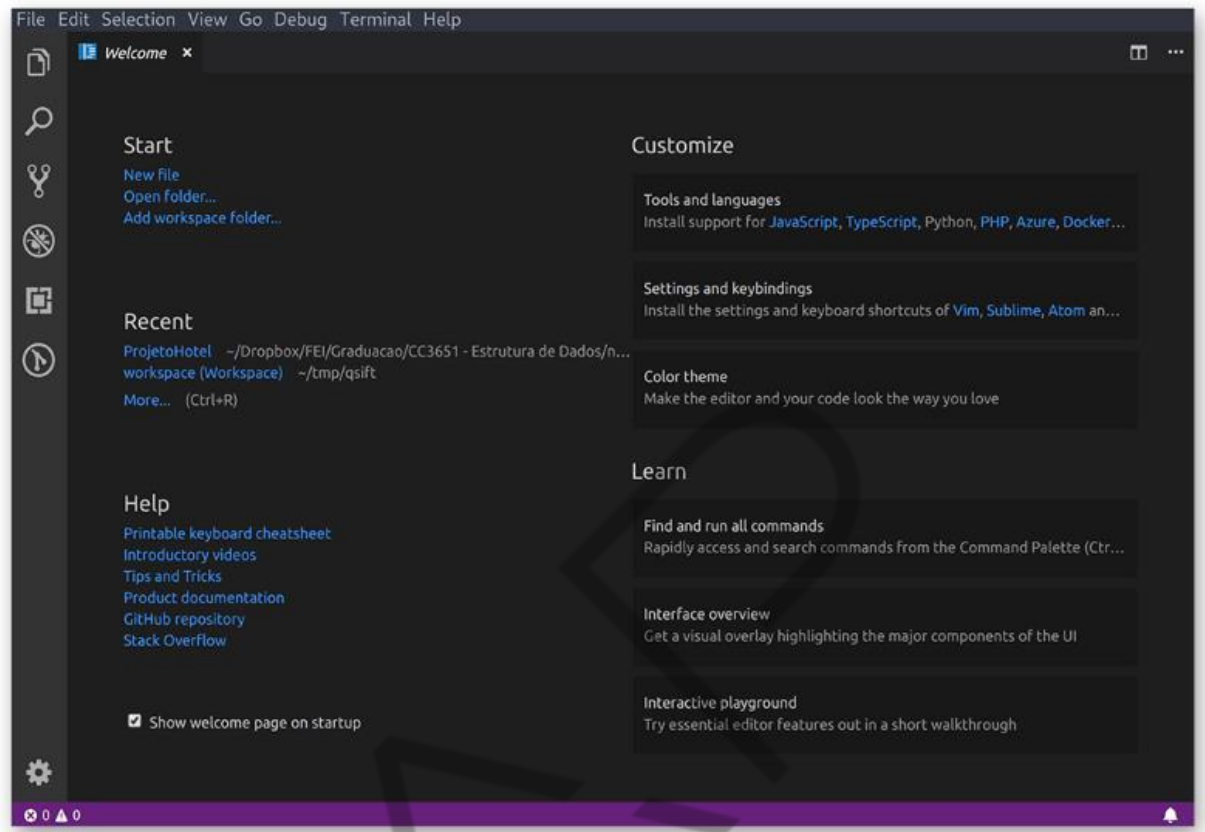 File Edit Selection View Go Debug Terminal Help
Welcome
Start
New file
Open folder...
Add workspace folder...
Recent
ProjetoHotel ~/Dropbox/FEI/Graduacao/CC3651 - Estrutura de Dados/n...
workspace (Workspace) ~/tmp/qsift
More... (Ctrl+R)
Help
Printable keyboard cheatsheet
Introductory videos
Tips and Tricks
Product documentation
GitHub repository
Stack Overflow
Show welcome page on startup
Customize
Tools and languages
Install support for JavaScript, TypeScript, Python, PHP, Azure, Docker...
Settings and keybindings
Install the settings and keyboard shortcuts of Vim, Sublime, Atom an...
Color theme
Make the editor and your code look the way you love
Learn
Find and run all commands
Rapidly access and search commands from the Command Palette (Ctr...
Interface overview
Get a visual overlay highlighting the major components of the UI
Interactive playground
Try essential editor features out in a short walkthrough
0 0